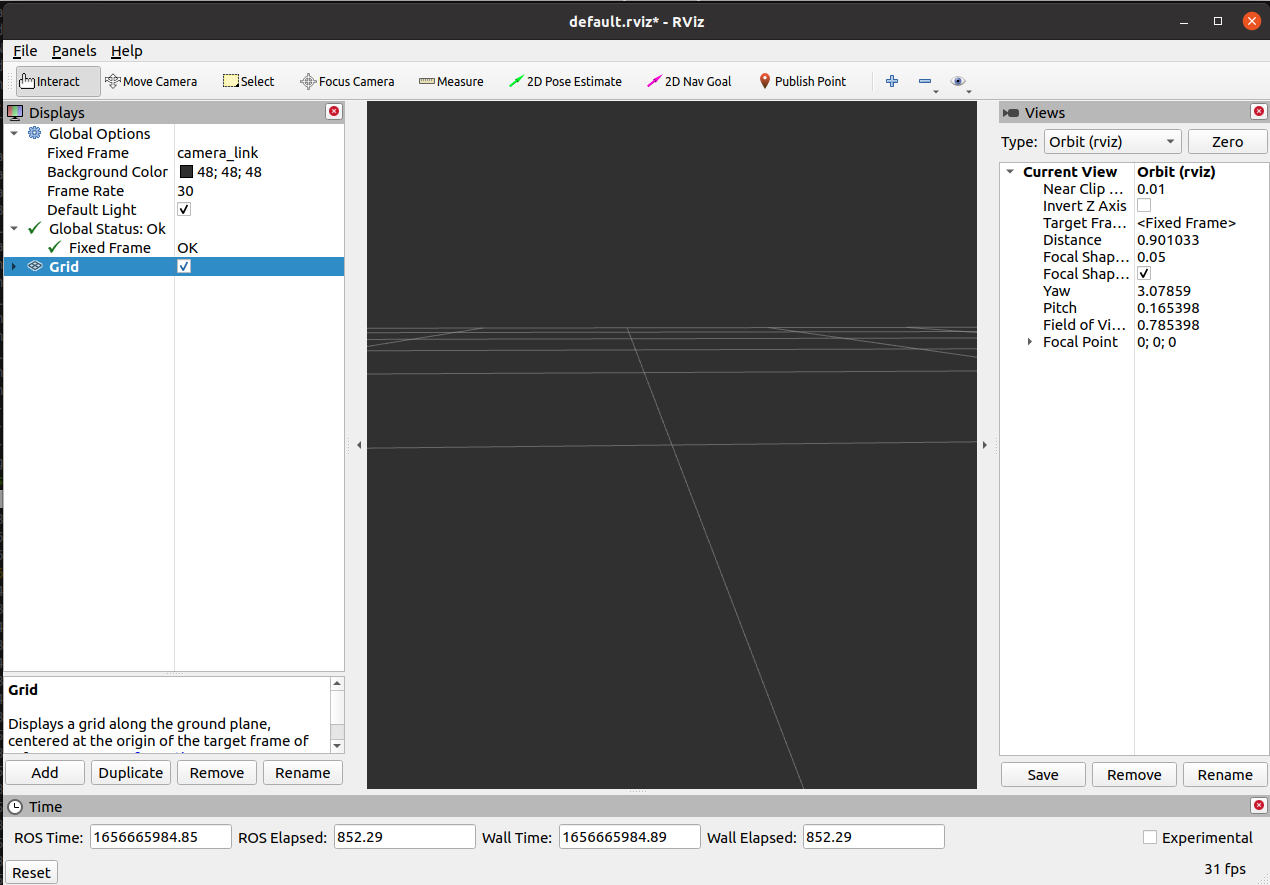 default.rviz* - RViz
File Panels Help
Interact Move Camera Select Focus Camera Measure 2D Pose Estimate 2D Nav Goal Publish Point
Displays
Global Options
Fixed Frame camera_link
Background Color 48; 48; 48
Frame Rate 30
Default Light
Global Status: Ok
Fixed Frame OK
Grid
Grid
Displays a grid along the ground plane,
centered at the origin of the target frame of
Add Duplicate Remove Rename
Views
Type: Orbit (rviz) Zero
Current View Orbit (rviz)
Near Clip ... 0.01
Invert Z Axis
Target Fra... <Fixed Frame>
Distance 0.901033
Focal Shap... 0.05
Focal Shap...
Yaw 3.07859
Pitch 0.165398
Field of Vi... 0.785398
Focal Point 0; 0; 0
Save Remove Rename
Time
ROS Time: 1656665984.85 ROS Elapsed: 852.29 Wall Time: 1656665984.89 Wall Elapsed: 852.29 Experimental
Reset 31 fps